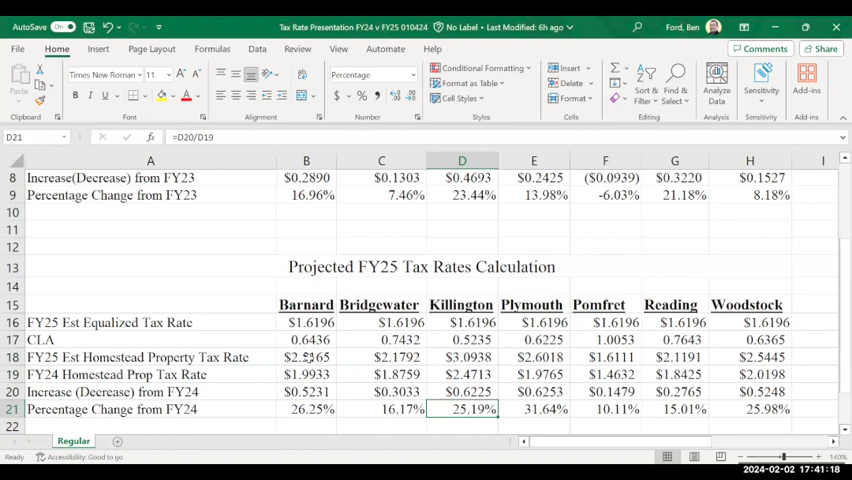 AutoSave On Tax Rate Presentation FY24 v FY25 010424 No Label • Last Modified: 6h ago Ford, Ben
File Home Insert Page Layout Formulas Data Review View Automate Help Comments Share
Paste Times New Roman 11 A A Percentage Conditional Formatting Insert Sort & Find & Analyze Sensitivity Add-ins
B I U A $ % Format as Table Delete Filter Select Data
Cell Styles Format
Clipboard Font Alignment Number Styles Cells Editing Analysis Sensitivity Add-ins
D21 fx =D20/D19
A B C D E F G H I
8 Increase(Decrease) from FY23 $0.2890 $0.1303 $0.4693 $0.2425 ($0.0939) $0.3220 $0.1527
9 Percentage Change from FY23 16.96% 7.46% 23.44% 13.98% -6.03% 21.18% 8.18%
10
11
12
13 Projected FY25 Tax Rates Calculation
14
15 Barnard Bridgewater Killington Plymouth Pomfret Reading Woodstock
16 FY25 Est Equalized Tax Rate $1.6196 $1.6196 $1.6196 $1.6196 $1.6196 $1.6196 $1.6196
17 CLA 0.6436 0.7432 0.5235 0.6225 1.0053 0.7643 0.6365
18 FY25 Est Homestead Property Tax Rate $2.1792 $3.0938 $2.6018 $1.6111 $2.1191 $2.5445
19 FY24 Homestead Prop Tax Rate $1.9933 $1.8759 $2.4713 $1.9765 $1.4632 $1.8425 $2.0198
20 Increase (Decrease) from FY24 $0.5231 $0.3033 $0.6225 $0.6253 $0.1479 $0.2765 $0.5248
21 Percentage Change from FY24 26.25% 16.17% 25.19% 31.64% 10.11% 15.01% 25.98%
22
Regular
Ready Accessibility: Good to go 140%
2024-02-02 17:41:18